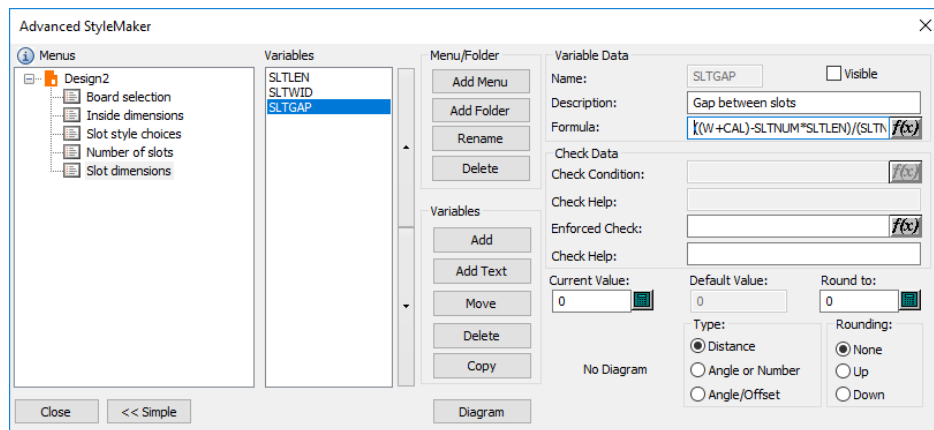 Advanced StyleMaker
Menus
Design2
Board selection
Inside dimensions
Slot style choices
Number of slots
Slot dimensions
Close
<< Simple
Variables
SLTLEN
SLTWID
SLTGAP
Menu/Folder
Add Menu
Add Folder
Rename
Delete
Variables
Add
Add Text
Move
Delete
Copy
Diagram
Variable Data
Name: SLTGAP Visible
Description: Gap between slots
Formula: ((W+CAL)-SLTNUM*SLTLEN)/(SLTN f(x)
Check Data
Check Condition: f(x)
Check Help:
Enforced Check: f(x)
Check Help:
Current Value: Default Value: Round to:
0 0 0
No Diagram
Type:
Distance
Angle or Number
Angle/Offset
Rounding:
None
Up
Down